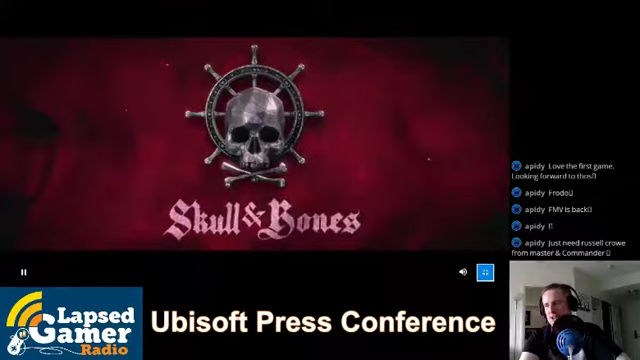 Skull & Bones
apidy Love the first game.
Looking forward to thos
apidy Frodo
apidy FMV is back
apidy
apidy Just need russell crowe
from master & Commander
Lapsed
Gamer
Radio
Ubisoft Press Conference